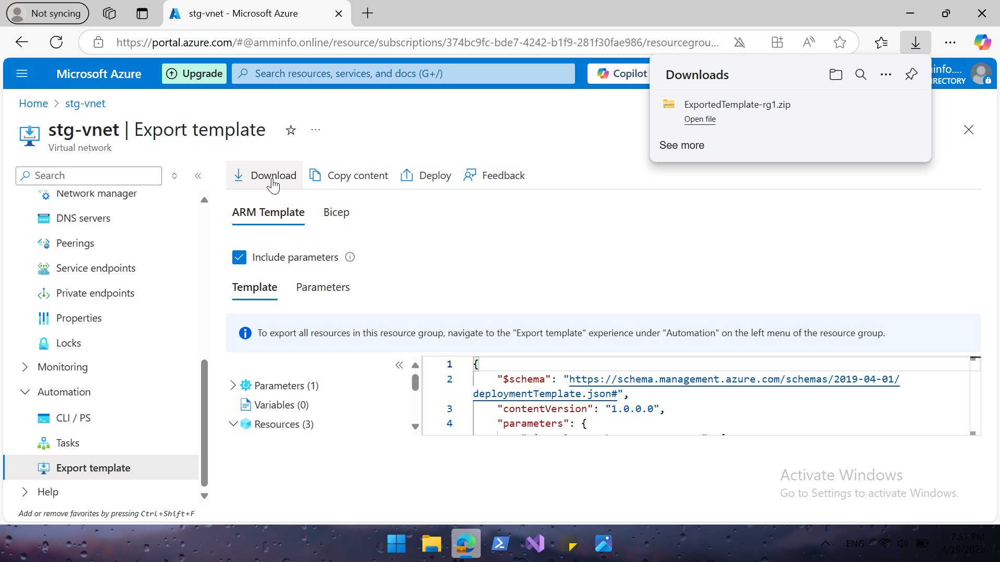 Not syncing
stg-vnet - Microsoft Azure
https://portal.azure.com/#@amminfo.online/resource/subscriptions/374bc9fc-bde7-4242-b1f9-281f30fae986/resourcegrou...
Microsoft Azure
Upgrade
Search resources, services, and docs (G+/)
Copilot
info....
IRECTORY
Downloads
ExportedTemplate-rg1.zip
Open file
See more
Home > stg-vnet
stg-vnet | Export template
Virtual network
Search
Download
Copy content
Deploy
Feedback
Network manager
DNS servers
Peerings
Service endpoints
Private endpoints
Properties
Locks
Monitoring
Automation
CLI / PS
Tasks
Export template
Help
Add or remove favorites by pressing Ctrl+Shift+F
ARM Template
Bicep
Include parameters
Template
Parameters
To export all resources in this resource group, navigate to the "Export template" experience under "Automation" on the left menu of the resource group.
Parameters (1)
Variables (0)
Resources (3)
1 {
2 "$schema": "https://schema.management.azure.com/schemas/2019-04-01/
deploymentTemplate.json#",
3 "contentVersion": "1.0.0.0",
4 "parameters": {
Activate Windows
Go to Settings to activate Windows.
ENG
7:57 PM
4/19/2025